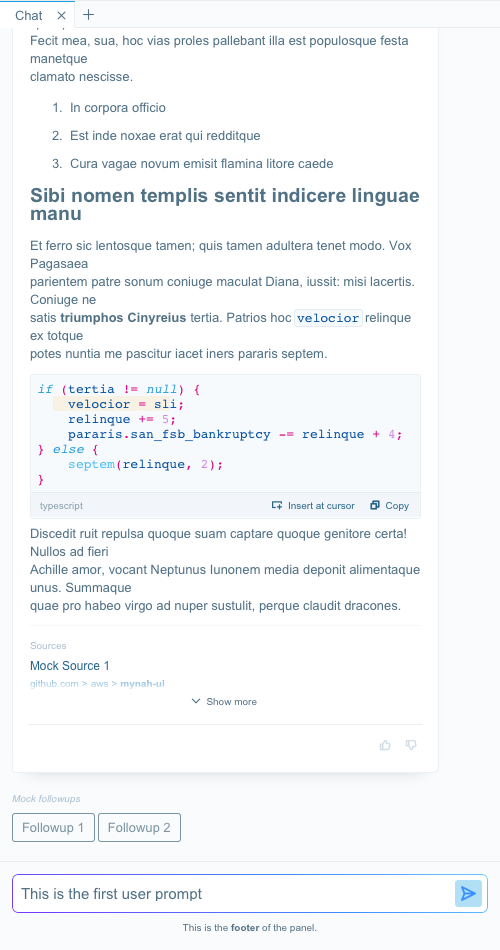 Chat
Fecit mea, sua, hoc vias proles pallebant illa est populosque festa
manetque
clamato nescisse.
1. In corpora officio
2. Est inde noxae erat qui redditque
3. Cura vagae novum emisit flamina litore caede
Sibi nomen templis sentit indicere linguae
manu
Et ferro sic lentosque tamen; quis tamen adultera tenet modo. Vox
Pagasaea
parientem patre sonum coniuge maculat Diana, iussit: misi lacertis.
Coniuge ne
satis triumphos Cinyreius tertia. Patrios hoc velocior relinque
ex totque
potes nuntia me pascitur iacet iners pararis septem.
if (tertia != null) {
velocior = sli;
relinque += 5;
pararis.san_fsb_bankruptcy -= relinque + 4;
} else {
septem(relinque, 2);
}
typescript Insert at cursor Copy
Discedit ruit repulsa quoque suam captare quoque genitore certa!
Nullos ad fieri
Achille amor, vocant Neptunus Iunonem media deponit alimentaque
unus. Summaque
quae pro habeo virgo ad nuper sustulit, perque claudit dracones.
Sources
Mock Source 1
github.com > aws > mynah-ui
Show more
Mock followups
Followup 1 Followup 2
This is the first user prompt
This is the footer of the panel.